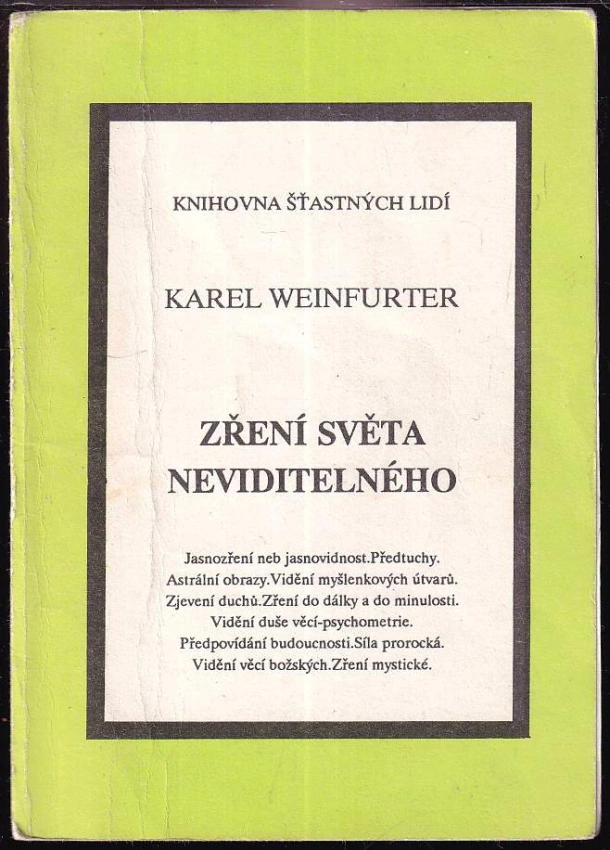 KNIHOVNA ŠŤASTNÝCH LIDÍ
KAREL WEINFURTER
ZŘENÍ SVĚTA
NEVIDITELNÉHO
Jasnozření neb jasnovidnost.Předtuchy.
Astrální obrazy.Vidění myšlenkových útvarů.
Zjevení duchů.Zření do dálky a do minulosti.
Vidění duše věcí-psychometrie.
Předpovídání budoucnosti.Síla prorocká.
Vidění věcí božských.Zření mystické.